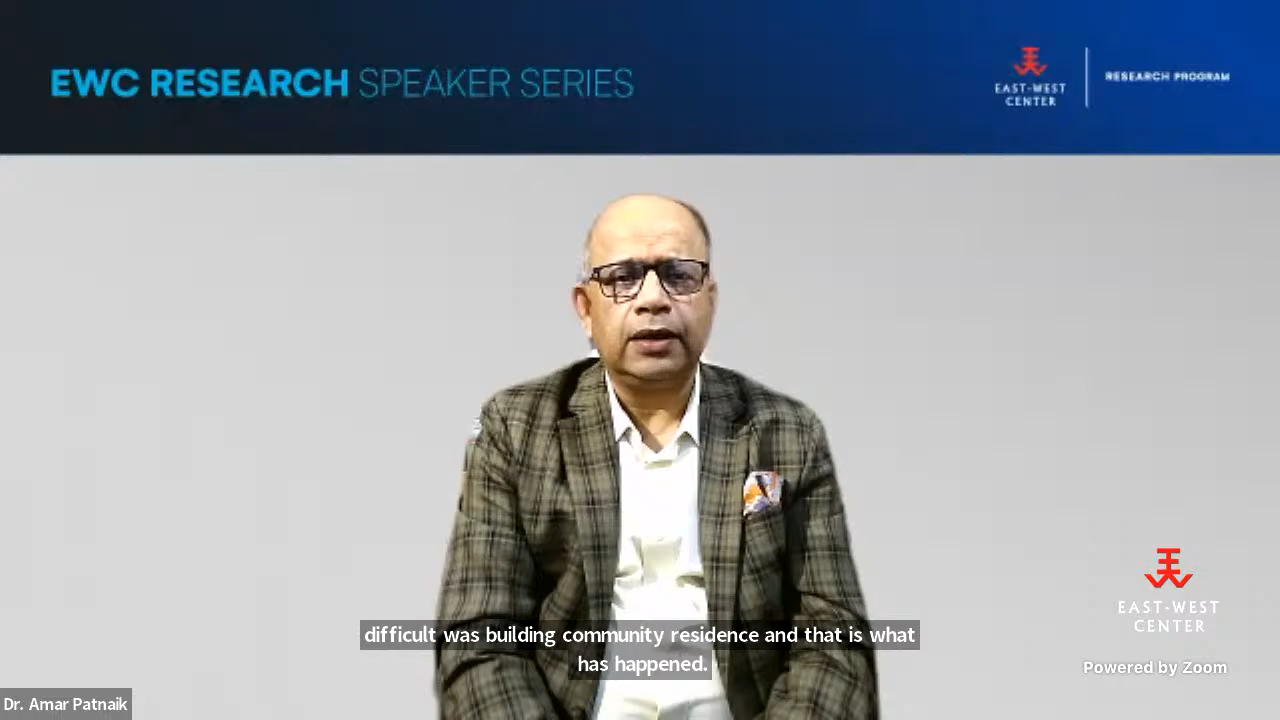 EWC RESEARCH SPEAKER SERIES
EAST-WEST
CENTER
RESEARCH PROGRAM
difficult was building community residence and that is what
has happened.
EAST-WEST
CENTER
Powered by Zoom
Dr. Amar Patnaik